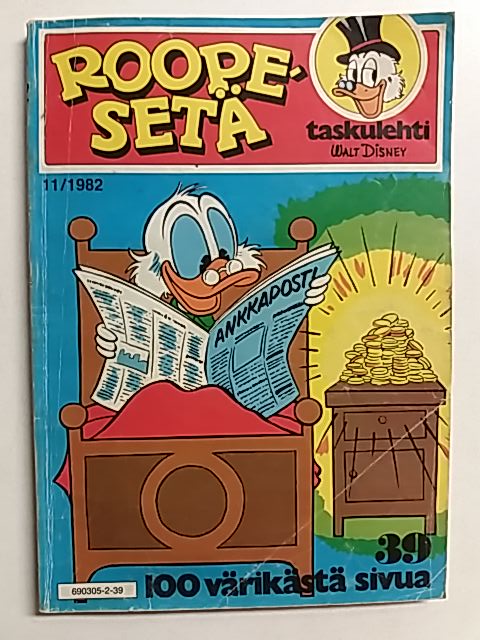 ROOPE-
SETÄ
taskulehti
WALT DISNEY
11/1982
ANKKAPOSTI
39
100 värikästä sivua
690305-2-39